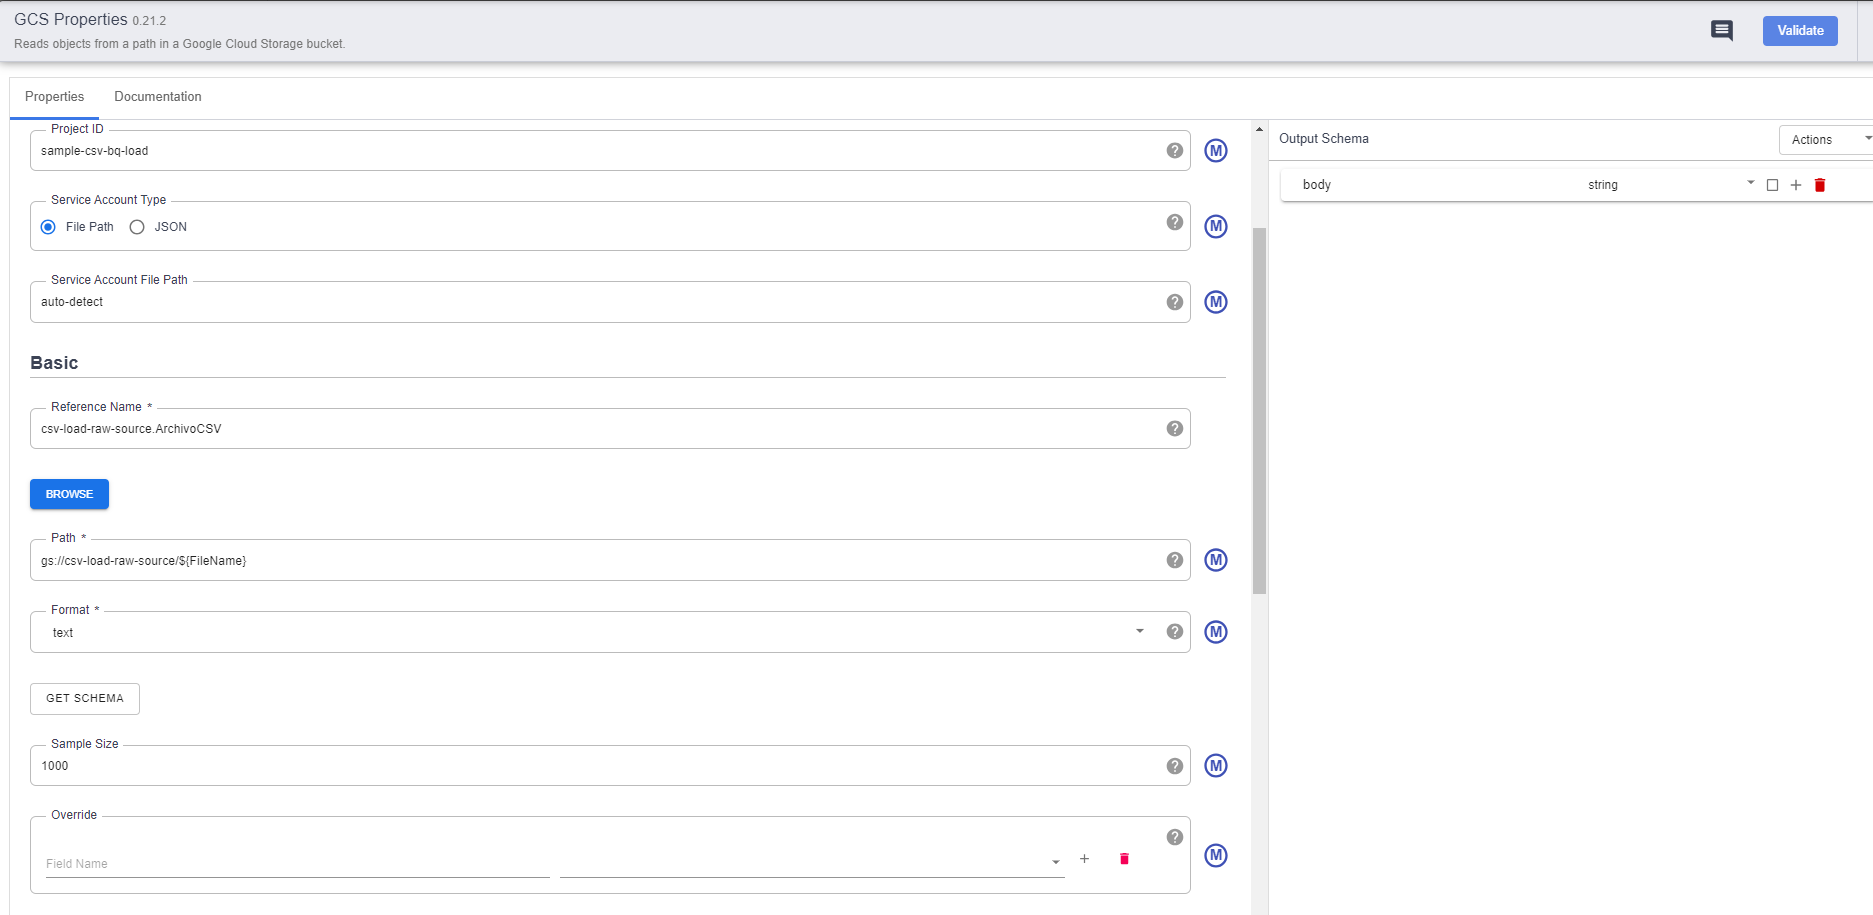 GCS Properties 0.21.2
Reads objects from a path in a Google Cloud Storage bucket.
Validate
Properties
Documentation
Project ID
sample-csv-bq-load
M
Service Account Type
File Path
JSON
M
Service Account File Path
auto-detect
M
Basic
Reference Name *
csv-load-raw-source.ArchivoCSV
BROWSE
Path *
gs://csv-load-raw-source/${FileName}
M
Format *
text
M
GET SCHEMA
Sample Size
1000
M
Override
Field Name
M
Output Schema
Actions
body string